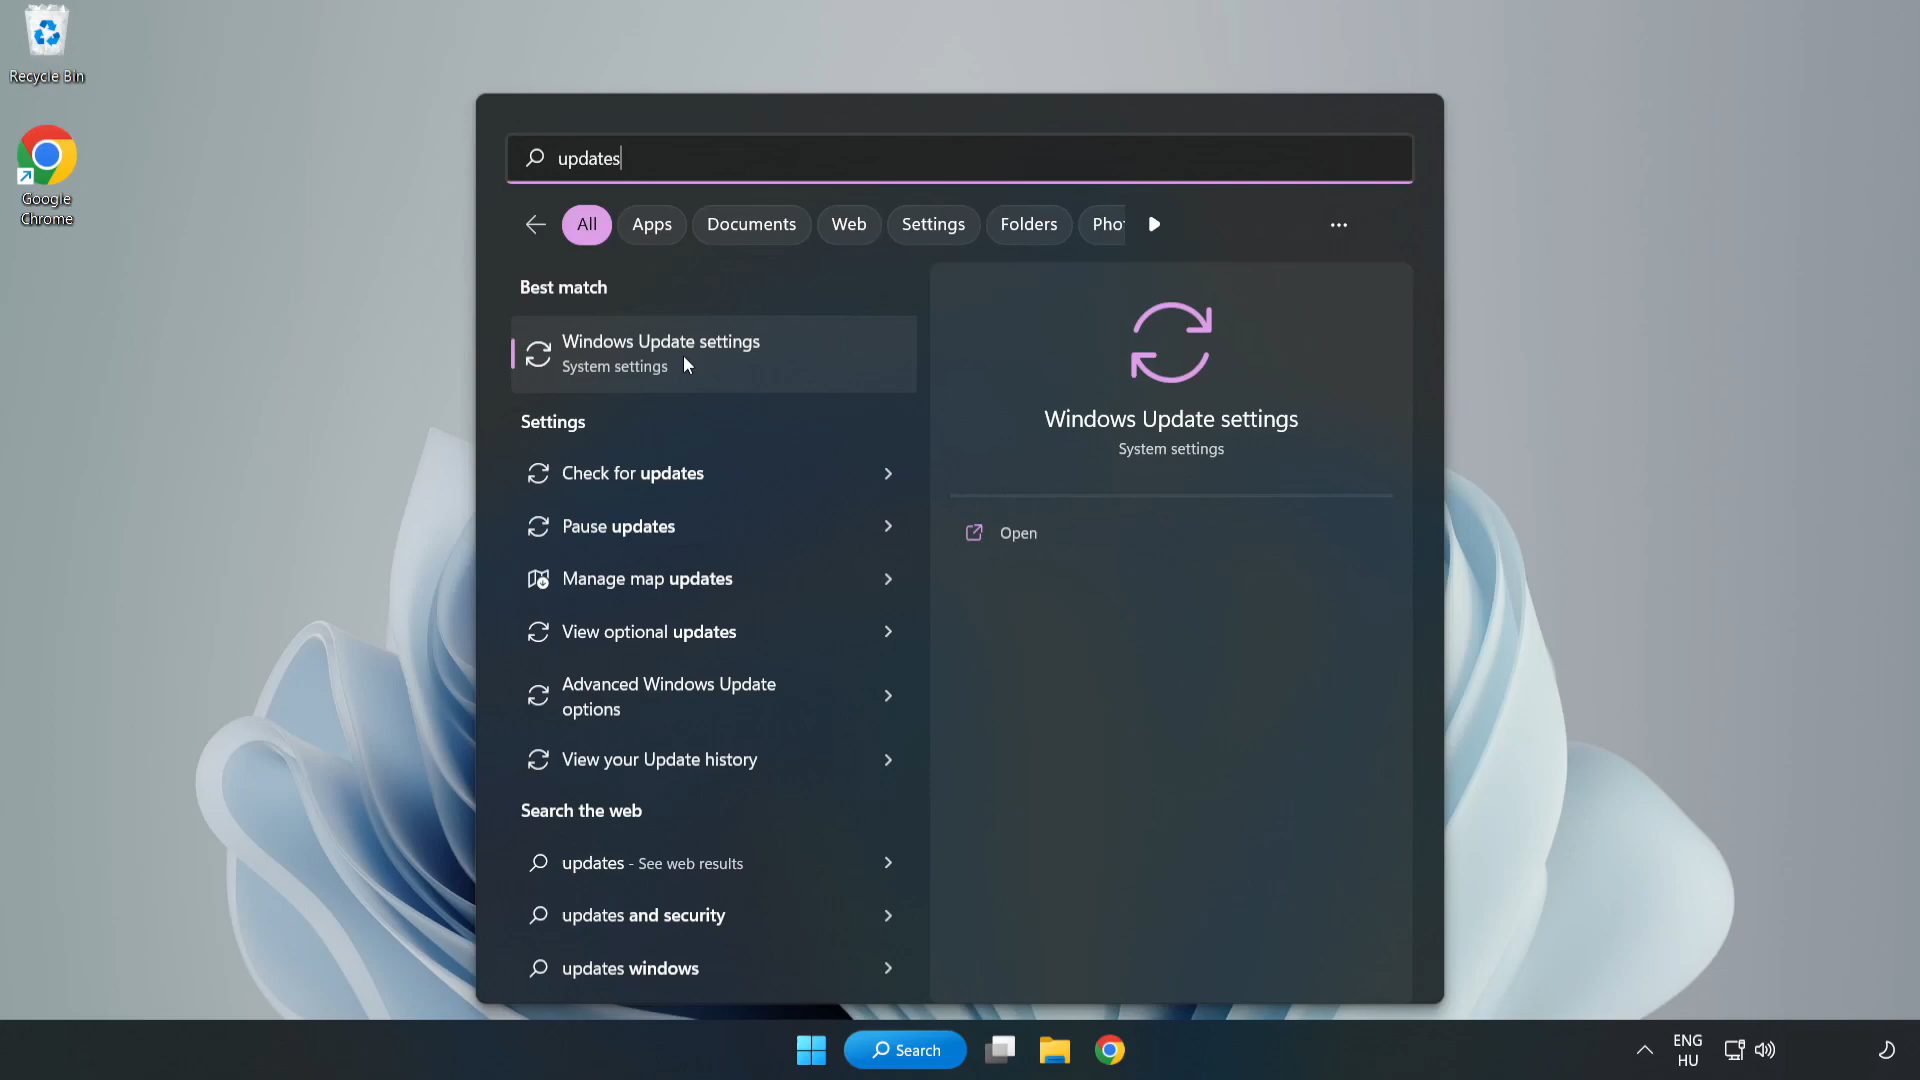 Recycle Bin
Google
Chrome
updates
All
Apps
Documents
Web
Settings
Folders
Best match
Windows Update settings
System settings
Settings
Check for updates
Pause updates
Manage map updates
View optional updates
Advanced Windows Update
options
View your Update history
Search the web
updates - See web results
updates and security
updates windows
Windows Update settings
System settings
Open
Search
ENG
HU